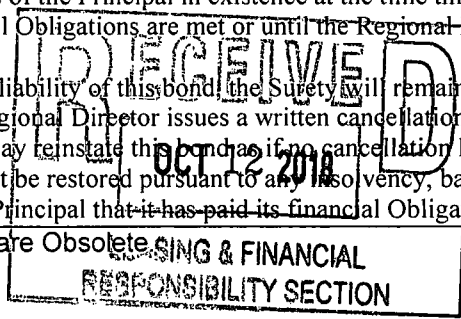 of the Principal in existence at the time
l Obligations are met or until the Regional
RECEIVED
liability of this bond, the Surety will remai
gional Director issues a written cancellation
ay reinstate this bond as if no cancellation
OCT 12 2018
t be restored pursuant to any insolvency, ba
Principal that it has paid its financial Obliga
are Obsolete
SING & FINANCIAL
RESPONSIBILITY SECTION